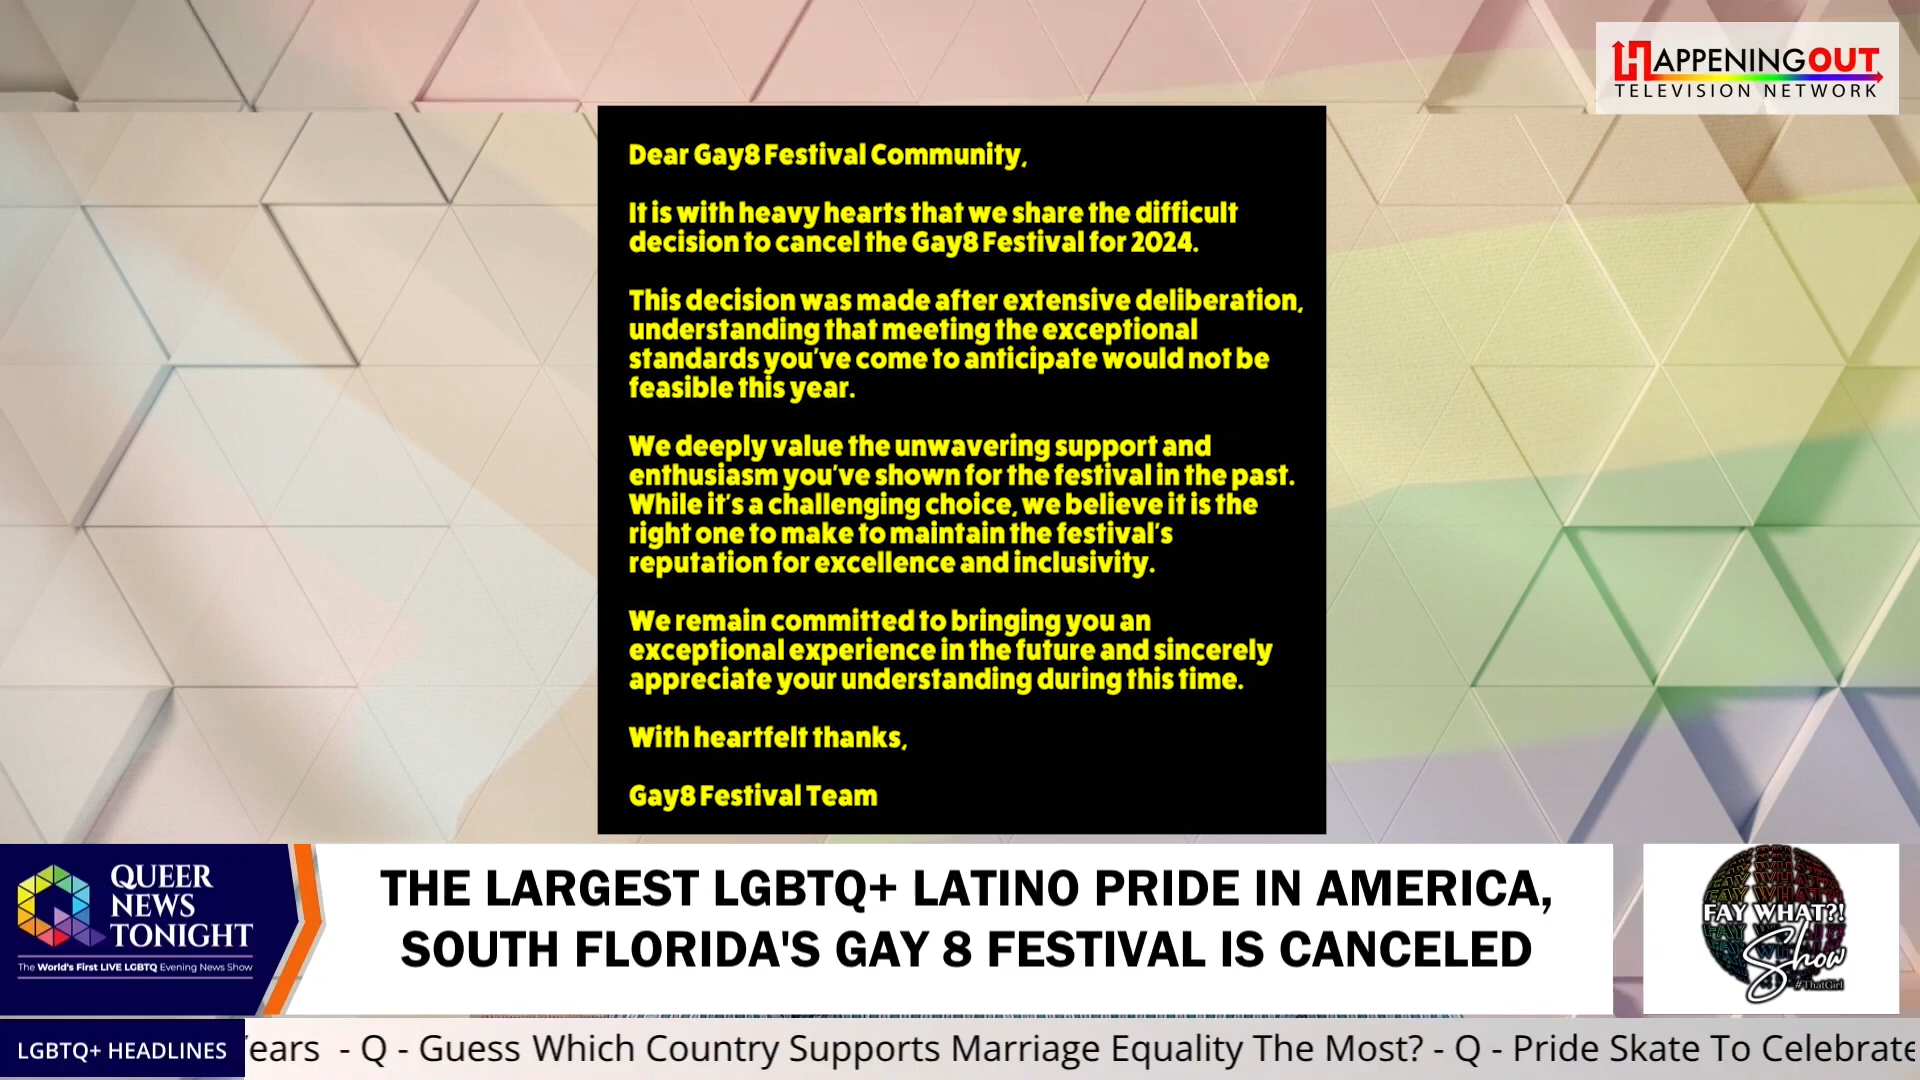 HAPPENINGOUT
TELEVISION NETWORK
Dear Gay8 Festival Community,
It is with heavy hearts that we share the difficult
decision to cancel the Gay8 Festival for 2024.
This decision was made after extensive deliberation,
understanding that meeting the exceptional
standards you've come to anticipate would not be
feasible this year.
We deeply value the unwavering support and
enthusiasm you've shown for the festival in the past.
While it's a challenging choice, we believe it is the
right one to make to maintain the festival's
reputation for excellence and inclusivity.
We remain committed to bringing you an
exceptional experience in the future and sincerely
appreciate your understanding during this time.
With heartfelt thanks,
Gay8 Festival Team
QUEER
NEWS
TONIGHT
The World's First LIVE LGBTQ Evening News Show
THE LARGEST LGBTQ+ LATINO PRIDE IN AMERICA,
SOUTH FLORIDA'S GAY 8 FESTIVAL IS CANCELED
FAY WHAT?!
Show
#ThatGirl
LGBTQ+ HEADLINES
ears - Q - Guess Which Country Supports Marriage Equality The Most? - Q - Pride Skate To Celebrate